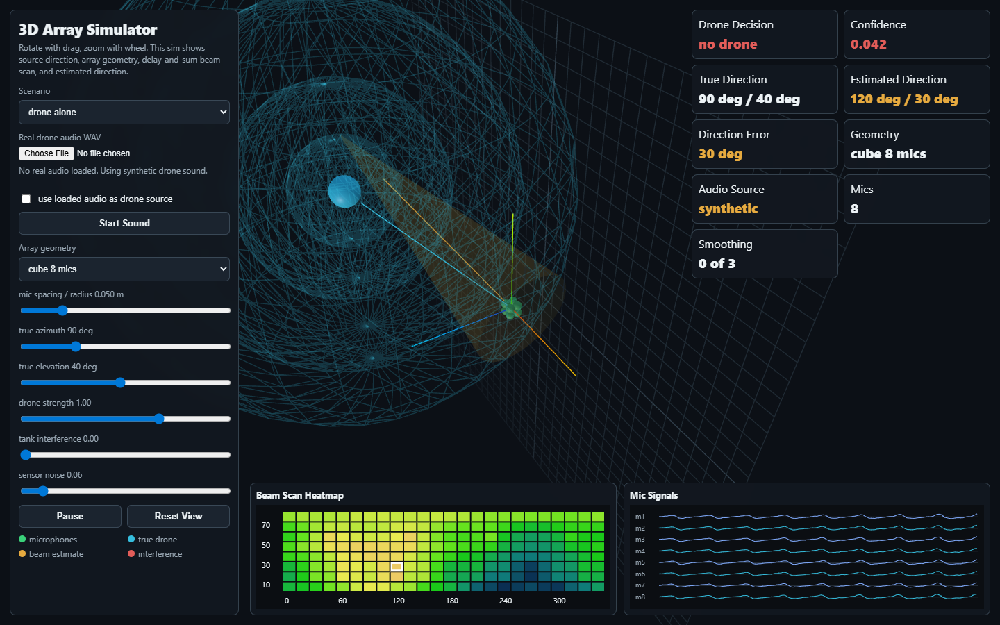 3D Array Simulator
Rotate with drag, zoom with wheel. This sim shows
source direction, array geometry, delay-and-sum beam
scan, and estimated direction.
Scenario
drone alone
Real drone audio WAV
Choose File No file chosen
No real audio loaded. Using synthetic drone sound.
use loaded audio as drone source
Start Sound
Array geometry
cube 8 mics
mic spacing / radius 0.050 m
true azimuth 90 deg
true elevation 40 deg
drone strength 1.00
tank interference 0.00
sensor noise 0.06
Pause
Reset View
microphones
true drone
beam estimate
interference
Drone Decision
no drone
Confidence
0.042
True Direction
90 deg / 40 deg
Estimated Direction
120 deg / 30 deg
Direction Error
30 deg
Geometry
cube 8 mics
Audio Source
synthetic
Mics
8
Smoothing
0 of 3
Beam Scan Heatmap
70
50
30
10
0 60 120 180 240 300
Mic Signals
m1
m2
m3
m4
m5
m6
m7
m8